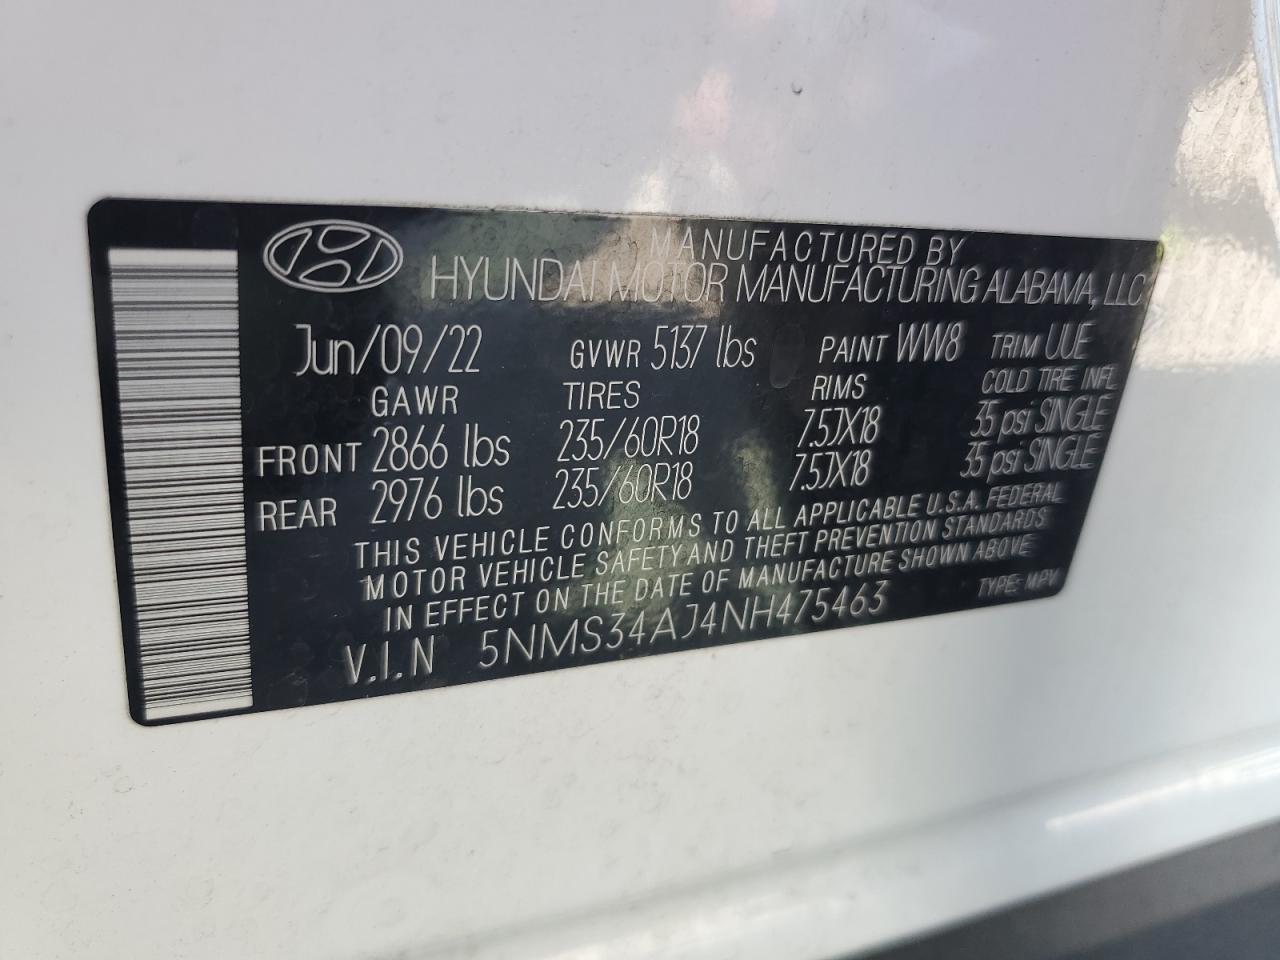 MANUFACTURED BY
HYUNDAI MOTOR MANUFACTURING ALABAMA, LLC
Jun/09/22 GVWR 5137 lbs PAINT WW8 TRIM UUE
GAWR TIRES RIMS COLD TIRE INFL
FRONT 2866 lbs 235/60R18 7.5JX18 35 psi SINGLE
REAR 2976 lbs 235/60R18 7.5JX18 35 psi SINGLE
THIS VEHICLE CONFORMS TO ALL APPLICABLE U.S.A. FEDERAL
MOTOR VEHICLE SAFETY AND THEFT PREVENTION STANDARDS
IN EFFECT ON THE DATE OF MANUFACTURE SHOWN ABOVE
V.I.N 5NMS34AJ4NH475463 TYPE: MPV